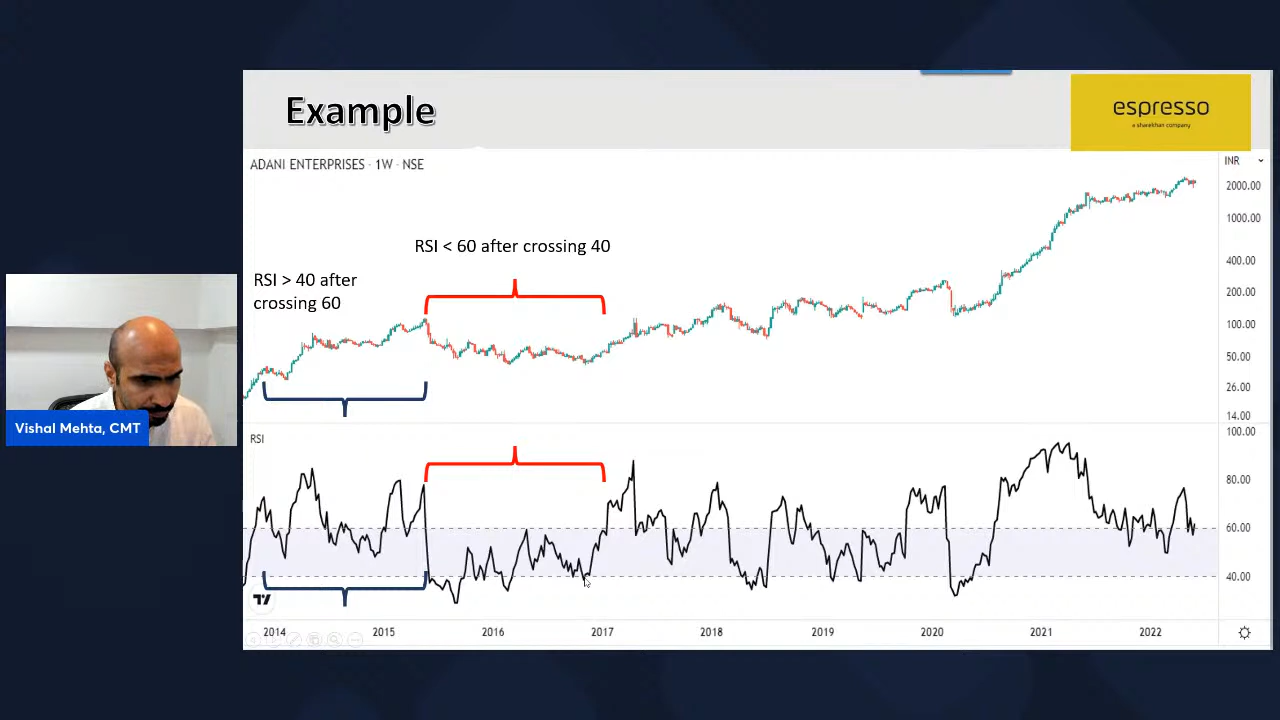 Example
espresso
a sharekhan company
ADANI ENTERPRISES · 1W · NSE
INR
2000.00
1000.00
400.00
200.00
100.00
50.00
26.00
14.00
RSI < 60 after crossing 40
RSI > 40 after
crossing 60
Vishal Mehta, CMT
RSI
100.00
80.00
60.00
40.00
2014 2015 2016 2017 2018 2019 2020 2021 2022